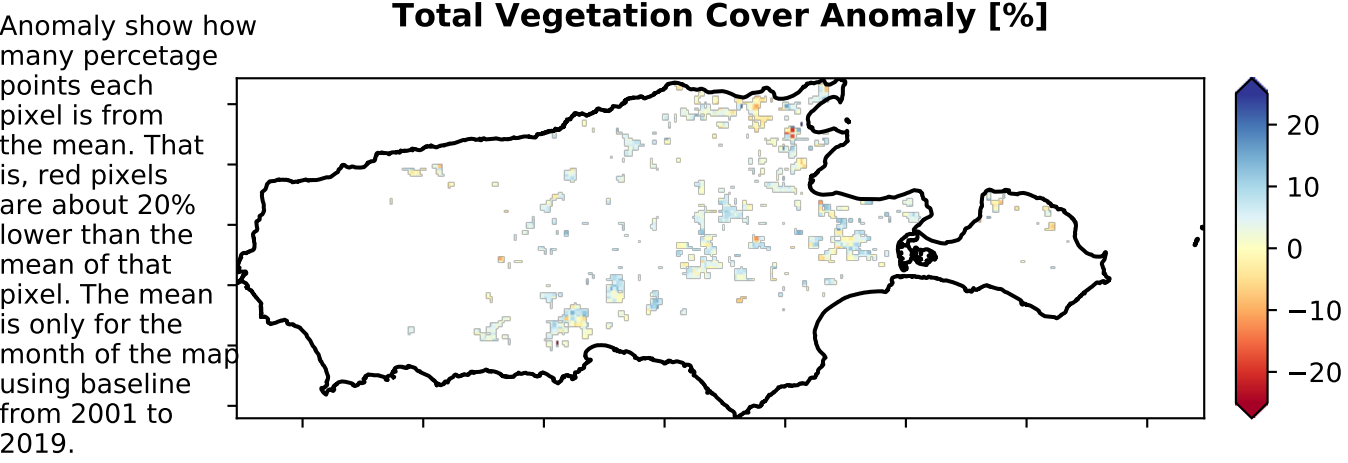 Total Vegetation Cover Anomaly [%]
Anomaly show how
many percetage
points each
pixel is from
the mean. That
is, red pixels
are about 20%
lower than the
mean of that
pixel. The mean
is only for the
month of the map
using baseline
from 2001 to
2019.
20
10
0
−10
−20